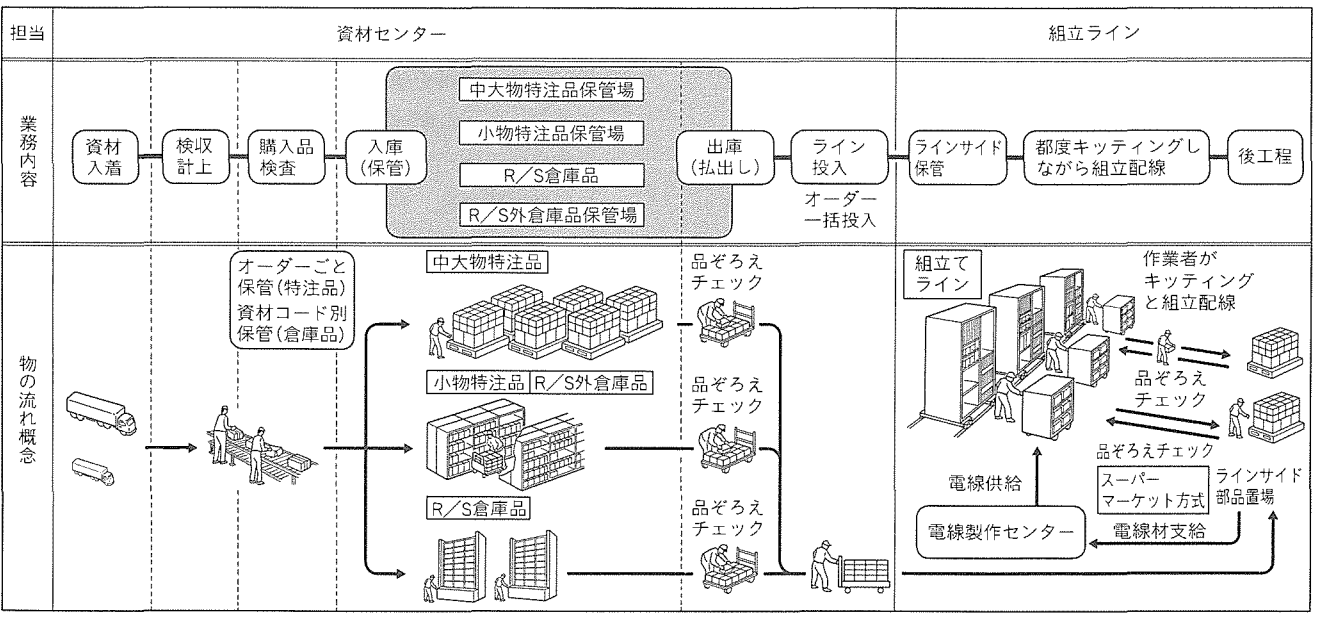 担当
資材センター
組立ライン
業務内容
資材
入着
検収
計上
購入品
検査
入庫
(保管)
中大物特注品保管場
小物特注品保管場
R/S倉庫品
R/S外倉庫品保管場
出庫
(払出し)
ライン
投入
オーダー
一括投入
ラインサイド
保管
都度キッティングし
ながら組立配線
後工程
物の流れ概念
オーダーごと
保管(特注品)
資材コード別
保管(倉庫品)
中大物特注品
小物特注品
R/S外倉庫品
R/S倉庫品
品ぞろえ
チェック
品ぞろえ
チェック
品ぞろえ
チェック
組立て
ライン
作業者が
キッティング
と組立配線
品ぞろえ
チェック
品ぞろえチェック
電線供給
スーパー
マーケット方式
ラインサイド
部品置場
電線製作センター
電線材支給